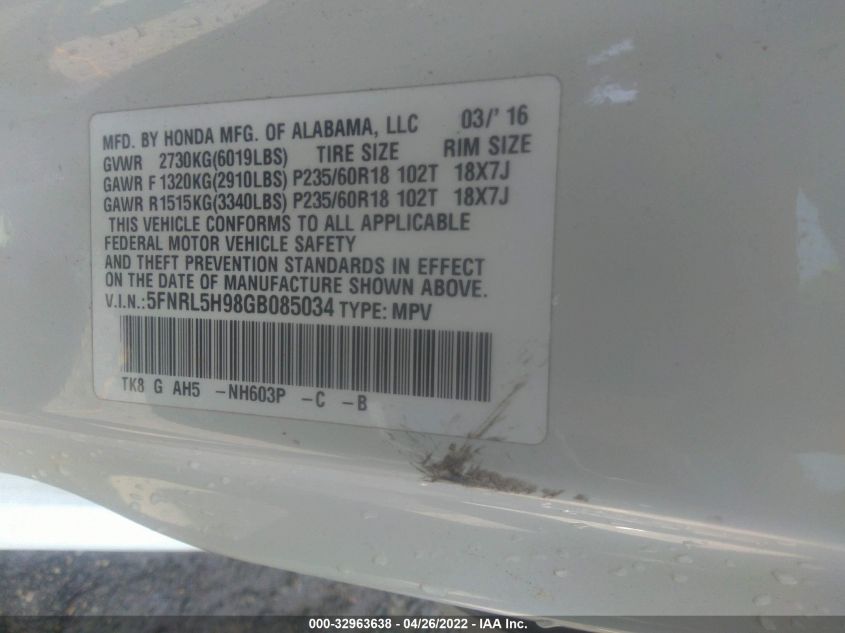 MFD. BY HONDA MFG. OF ALABAMA, LLC 03/' 16
GVWR 2730KG(6019LBS) TIRE SIZE RIM SIZE
GAWR F 1320KG(2910LBS) P235/60R18 102T 18X7J
GAWR R1515KG(3340LBS) P235/60R18 102T 18X7J
THIS VEHICLE CONFORMS TO ALL APPLICABLE
FEDERAL MOTOR VEHICLE SAFETY
AND THEFT PREVENTION STANDARDS IN EFFECT
ON THE DATE OF MANUFACTURE SHOWN ABOVE.
V.I.N.:5FNRL5H98GB085034 TYPE: MPV
TK8 G AH5 -NH603P -C -B
000-32963638 - 04/26/2022 - IAA Inc.